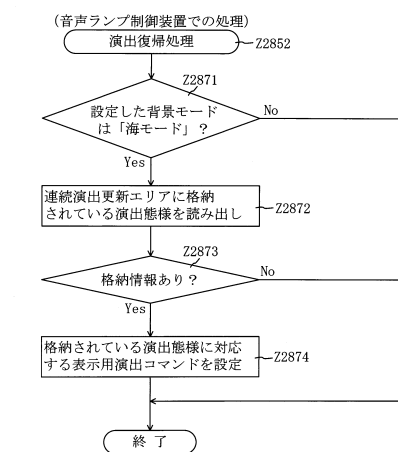 (音声ランプ制御装置での処理)
演出復帰処理
Z2852
Z2871
設定した背景モード
は「海モード」？
No
Yes
連続演出更新エリアに格納
されている演出態様を読み出し
Z2872
Z2873
格納情報あり？
No
Yes
格納されている演出態様に対応
する表示用演出コマンドを設定
Z2874
終 了